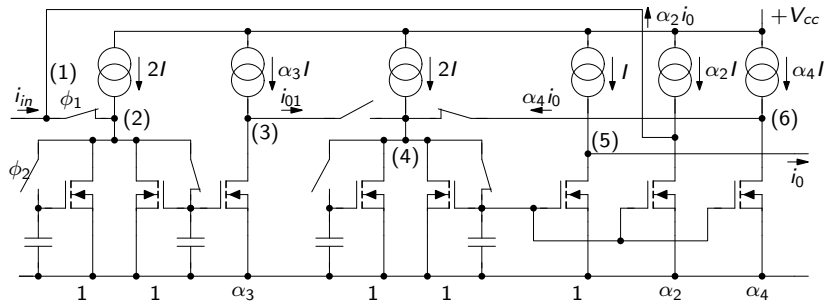 α2i0
+Vcc
(1)
2I
α3I
2I
I
α2I
α4I
iin
ϕ1
i01
α4i0
(2)
(3)
(4)
(5)
(6)
ϕ2
i0
1
1
α3
1
1
1
α2
α4